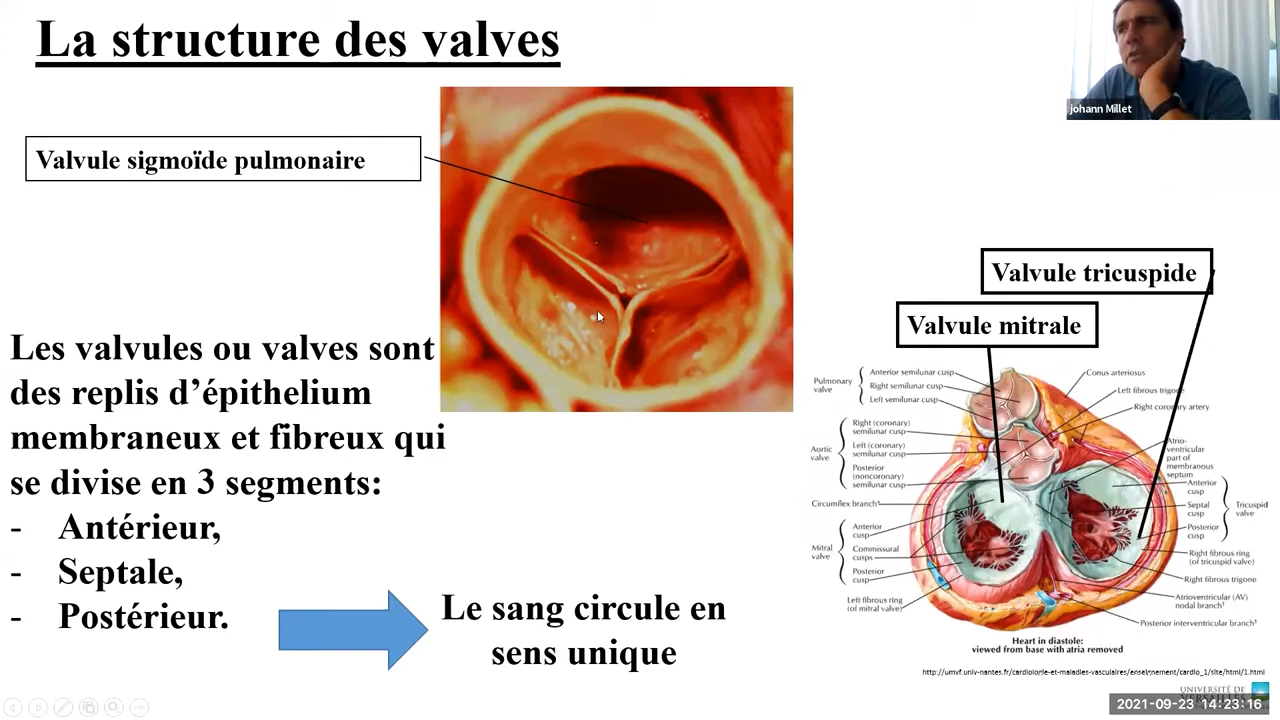 La structure des valves
johann Millet
Valvule sigmoïde pulmonaire
Valvule tricuspide
Valvule mitrale
Les valvules ou valves sont
des replis d’épithelium
membraneux et fibreux qui
se divise en 3 segments:
- Antérieur,
- Septale,
- Postérieur.
Le sang circule en
sens unique
Pulmonary
valve
Anterior semilunar cusp
Right semilunar cusp
Left semilunar cusp
Aortic
valve
Right (coronary)
semilunar cusp
Left (coronary)
semilunar cusp
Posterior
(noncoronary)
semilunar cusp
Circumflex branch
Mitral
valve
Anterior
cusp
Commissural
cusps
Posterior
cusp
Left fibrous ring
(of mitral valve)
Conus arteriosus
Left fibrous trigone
Right coronary artery
Atrio-
ventricular
part of
membranous
septum
Anterior
cusp
Septal
cusp
Posterior
cusp
Tricuspid
valve
Right fibrous ring
(of tricuspid valve)
Right fibrous trigone
Atrioventricular (AV)
nodal branch†
Posterior interventricular branch†
Heart in diastole:
viewed from base with atria removed
http://umvf.univ-nantes.fr/cardiologie-et-maladies-vasculaires/enseignement/cardio_1/site/html/1.html
UNIVERSITÉ DE
VERSAILLES
2021-09-23 14:23:16